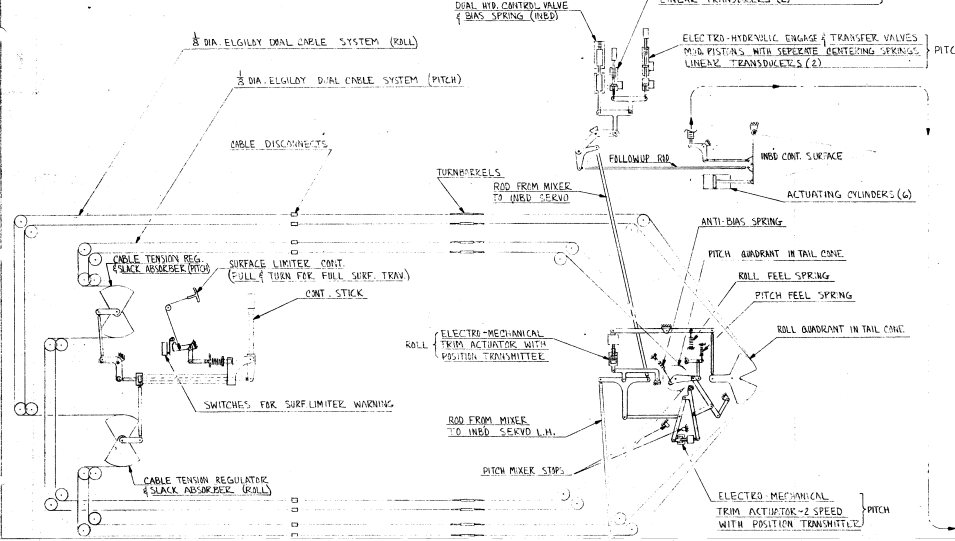 DUAL HYD. CONTROL VALVE
& BIAS SPRING (INBD)
LINEAR TRANSDUCERS (2)
ELECTRO-HYDRAULIC ENGAGE & TRANSFER VALVES
MOD. PISTONS WITH SEPERATE CENTERING SPRINGS
LINEAR TRANSDUCERS (2)
PITC
1/8 DIA. ELGILOY DUAL CABLE SYSTEM (ROLL)
1/8 DIA. ELGILOY DUAL CABLE SYSTEM (PITCH)
CABLE DISCONNECTS
TURNBARRELS
ROD FROM MIXER
TO INBD SERVO
FOLLOWUP ROD
INBD CONT. SURFACE
ACTUATING CYLINDERS (6)
ANTI-BIAS SPRING
PITCH QUADRANT IN TAIL CONE
ROLL FEEL SPRING
PITCH FEEL SPRING
ROLL QUADRANT IN TAIL CONE
CABLE TENSION REG.
& SLACK ABSORBER (PITCH)
SURFACE LIMITER CONT.
(PULL & TURN FOR FULL SURF. TRAV.)
CONT. STICK
ROLL
ELECTRO-MECHANICAL
TRIM ACTUATOR WITH
POSITION TRANSMITTER
SWITCHES FOR SURF. LIMITER WARNING
ROD FROM MIXER
TO INBD SERVO L.H.
PITCH MIXER STOPS
CABLE TENSION REGULATOR
& SLACK ABSORBER (ROLL)
ELECTRO-MECHANICAL
TRIM ACTUATOR-2 SPEED
WITH POSITION TRANSMITTER
PITCH